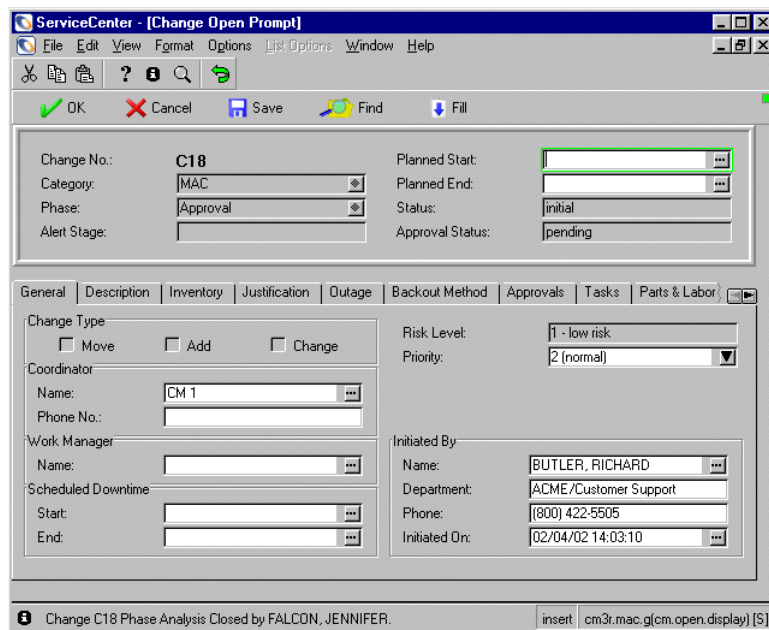 ServiceCenter - [Change Open Prompt]
File Edit View Format Options List Options Window Help
OK Cancel Save Find Fill
Change No.: C18 Planned Start:
Category: MAC Planned End:
Phase: Approval Status: initial
Alert Stage: Approval Status: pending
General Description Inventory Justification Outage Backout Method Approvals Tasks Parts & Labor
Change Type
Move Add Change
Risk Level: 1 - low risk
Priority: 2 (normal)
Coordinator
Name: CM 1
Phone No.:
Work Manager
Name:
Scheduled Downtime
Start:
End:
Initiated By
Name: BUTLER, RICHARD
Department: ACME/Customer Support
Phone: (800) 422-5505
Initiated On: 02/04/02 14:03:10
Change C18 Phase Analysis Closed by FALCON, JENNIFER. insert cm3r.mac.g(cm.open.display) [S]